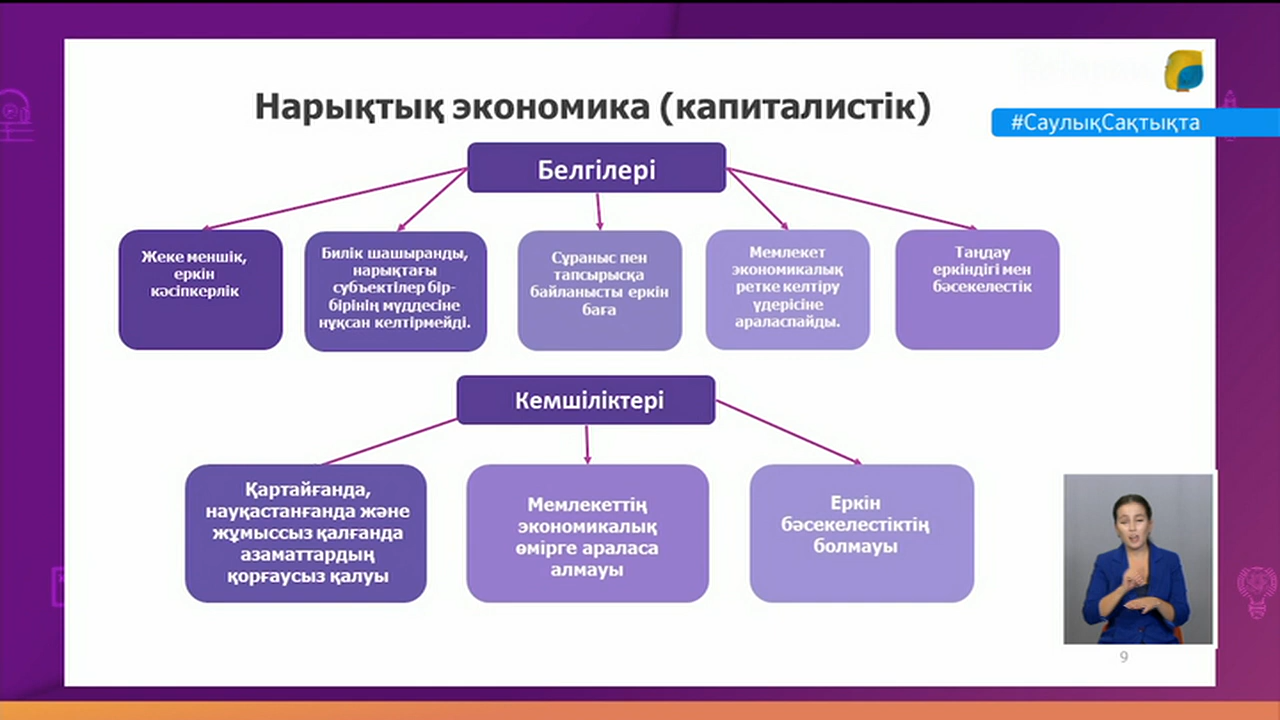 Нарықтық экономика (капиталистік)
#СаулықСақтықта
Белгілері
Жеке меншік,
еркін
кәсіпкерлік
Билік шашыранды,
нарықтағы
субъектілер бір-
бірінің мүддесіне
нұқсан келтірмейді.
Сұраныс пен
тапсырысқа
байланысты еркін
баға
Мемлекет
экономикалық
ретке келтіру
үдерісіне
араласпайды.
Таңдау
еркіндігі мен
бәсекелестік
Кемшіліктері
Қартайғанда,
науқастанғанда және
жұмыссыз қалғанда
азаматтардың
қорғаусыз қалуы
Мемлекеттің
экономикалық
өмірге араласа
алмауы
Еркін
бәсекелестіктің
болмауы
9